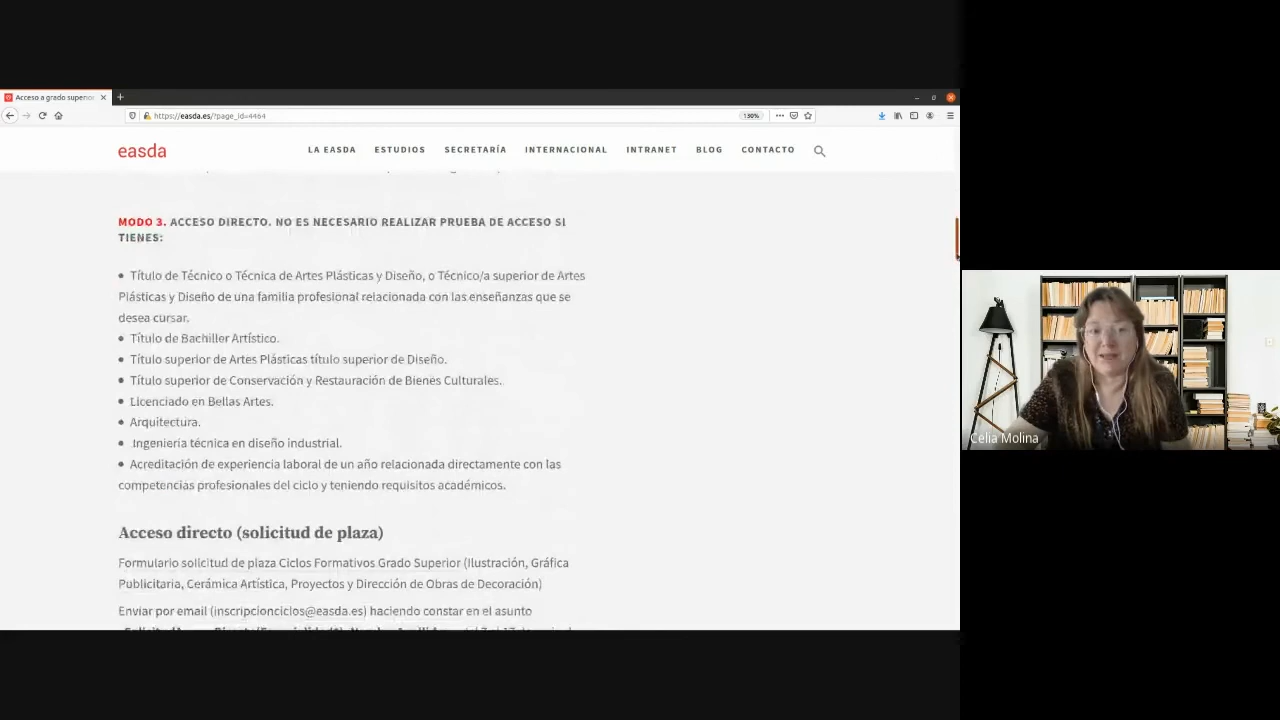 Acceso a grado superior
https://easda.es/?page_id=4464
130%
easda
LA EASDA ESTUDIOS SECRETARÍA INTERNACIONAL INTRANET BLOG CONTACTO
MODO 3. ACCESO DIRECTO. NO ES NECESARIO REALIZAR PRUEBA DE ACCESO SI
TIENES:
• Título de Técnico o Técnica de Artes Plásticas y Diseño, o Técnico/a superior de Artes
Plásticas y Diseño de una familia profesional relacionada con las enseñanzas que se
desea cursar.
• Título de Bachiller Artístico.
• Título superior de Artes Plásticas título superior de Diseño.
• Título superior de Conservación y Restauración de Bienes Culturales.
• Licenciado en Bellas Artes.
• Arquitectura.
• Ingeniería técnica en diseño industrial.
• Acreditación de experiencia laboral de un año relacionada directamente con las
competencias profesionales del ciclo y teniendo requisitos académicos.
Acceso directo (solicitud de plaza)
Formulario solicitud de plaza Ciclos Formativos Grado Superior (Ilustración, Gráfica
Publicitaria, Cerámica Artística, Proyectos y Dirección de Obras de Decoración)
Enviar por email (inscripcionciclos@easda.es) haciendo constar en el asunto
Celia Molina